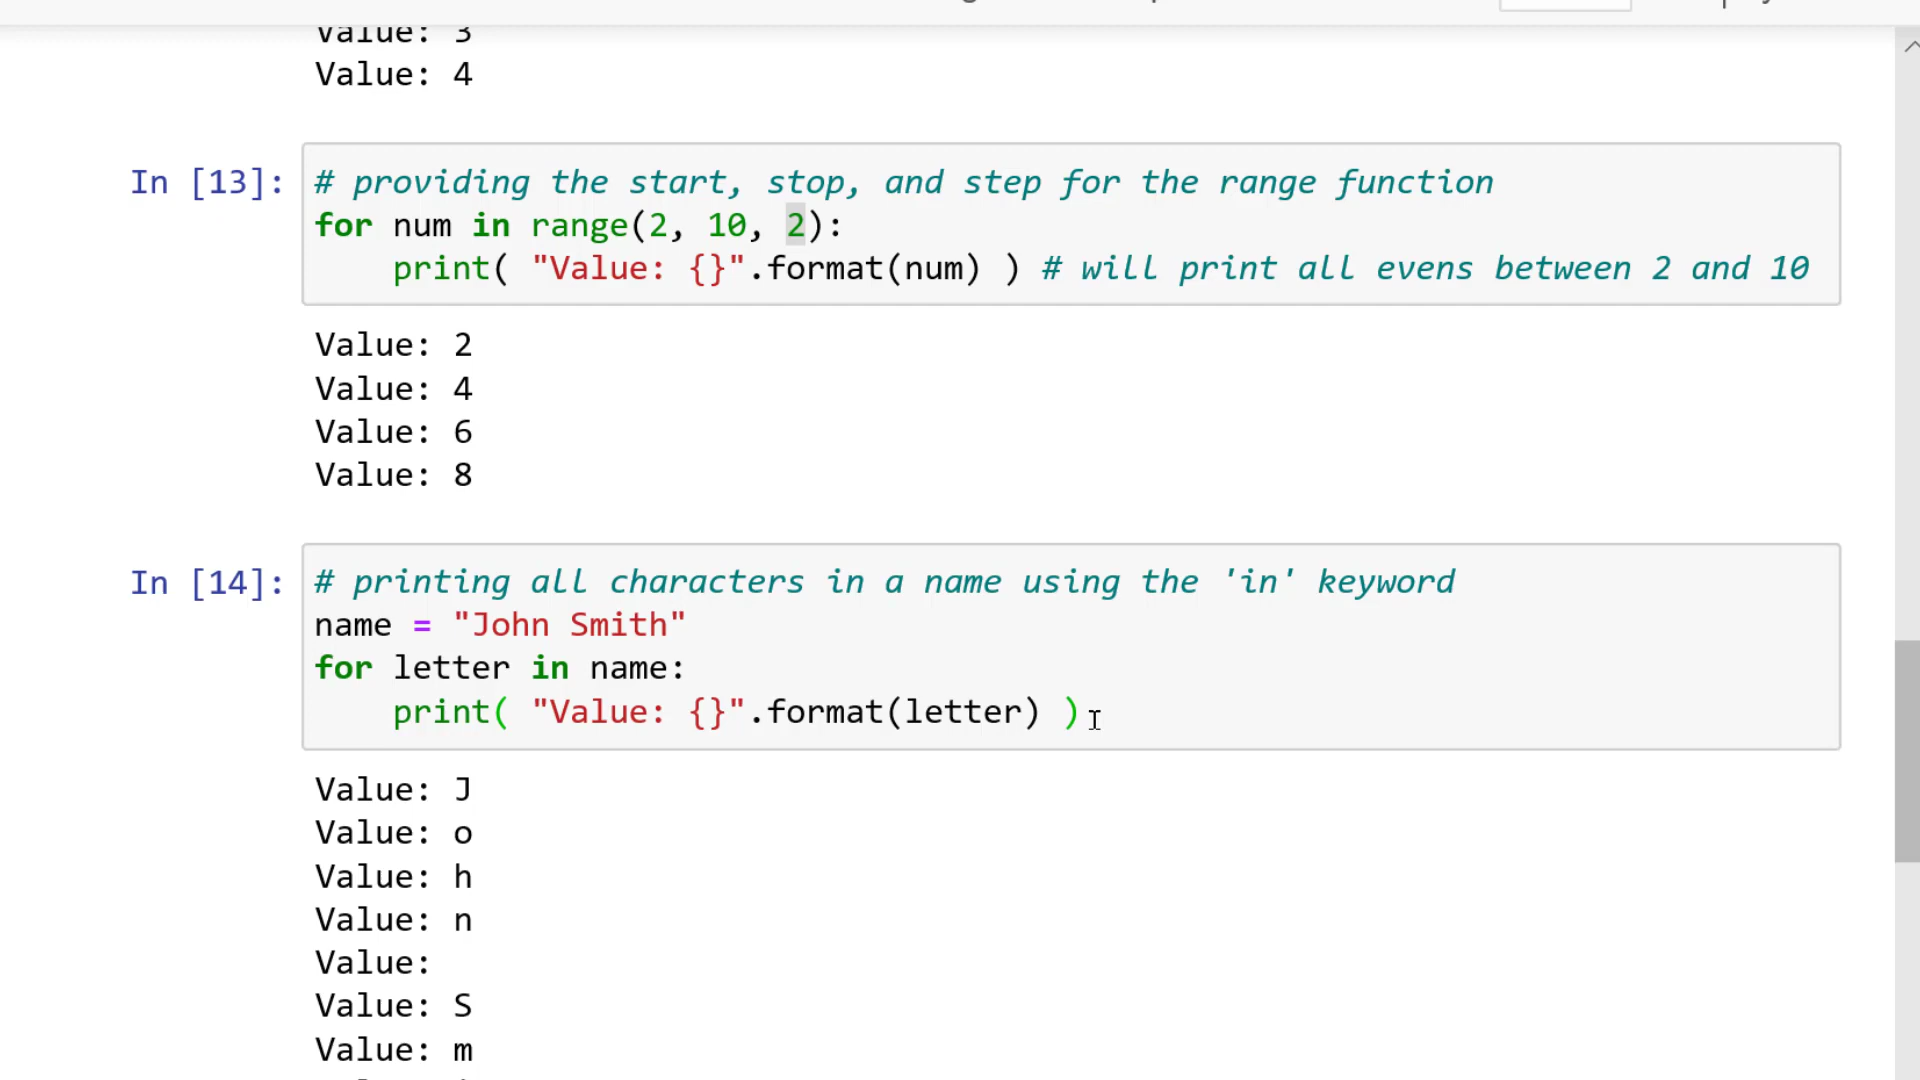 Value: 3
Value: 4
In [13]:
# providing the start, stop, and step for the range function
for num in range(2, 10, 2):
    print( "Value: {}".format(num) ) # will print all evens between 2 and 10
Value: 2
Value: 4
Value: 6
Value: 8
In [14]:
# printing all characters in a name using the 'in' keyword
name = "John Smith"
for letter in name:
    print( "Value: {}".format(letter) )
Value: J
Value: o
Value: h
Value: n
Value:
Value: S
Value: m